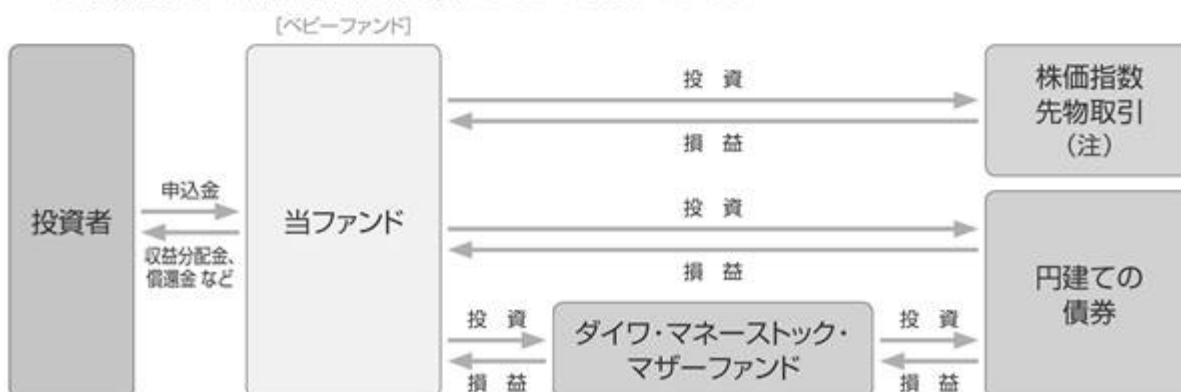 [ベビーファンド]
投資者
申込金
収益分配金、
償還金 など
当ファンド
投 資
損 益
株価指数
先物取引
（注）
投 資
損 益
円建ての
債券
投 資
損 益
ダイワ・マネーストック・
マザーファンド
投 資
損 益